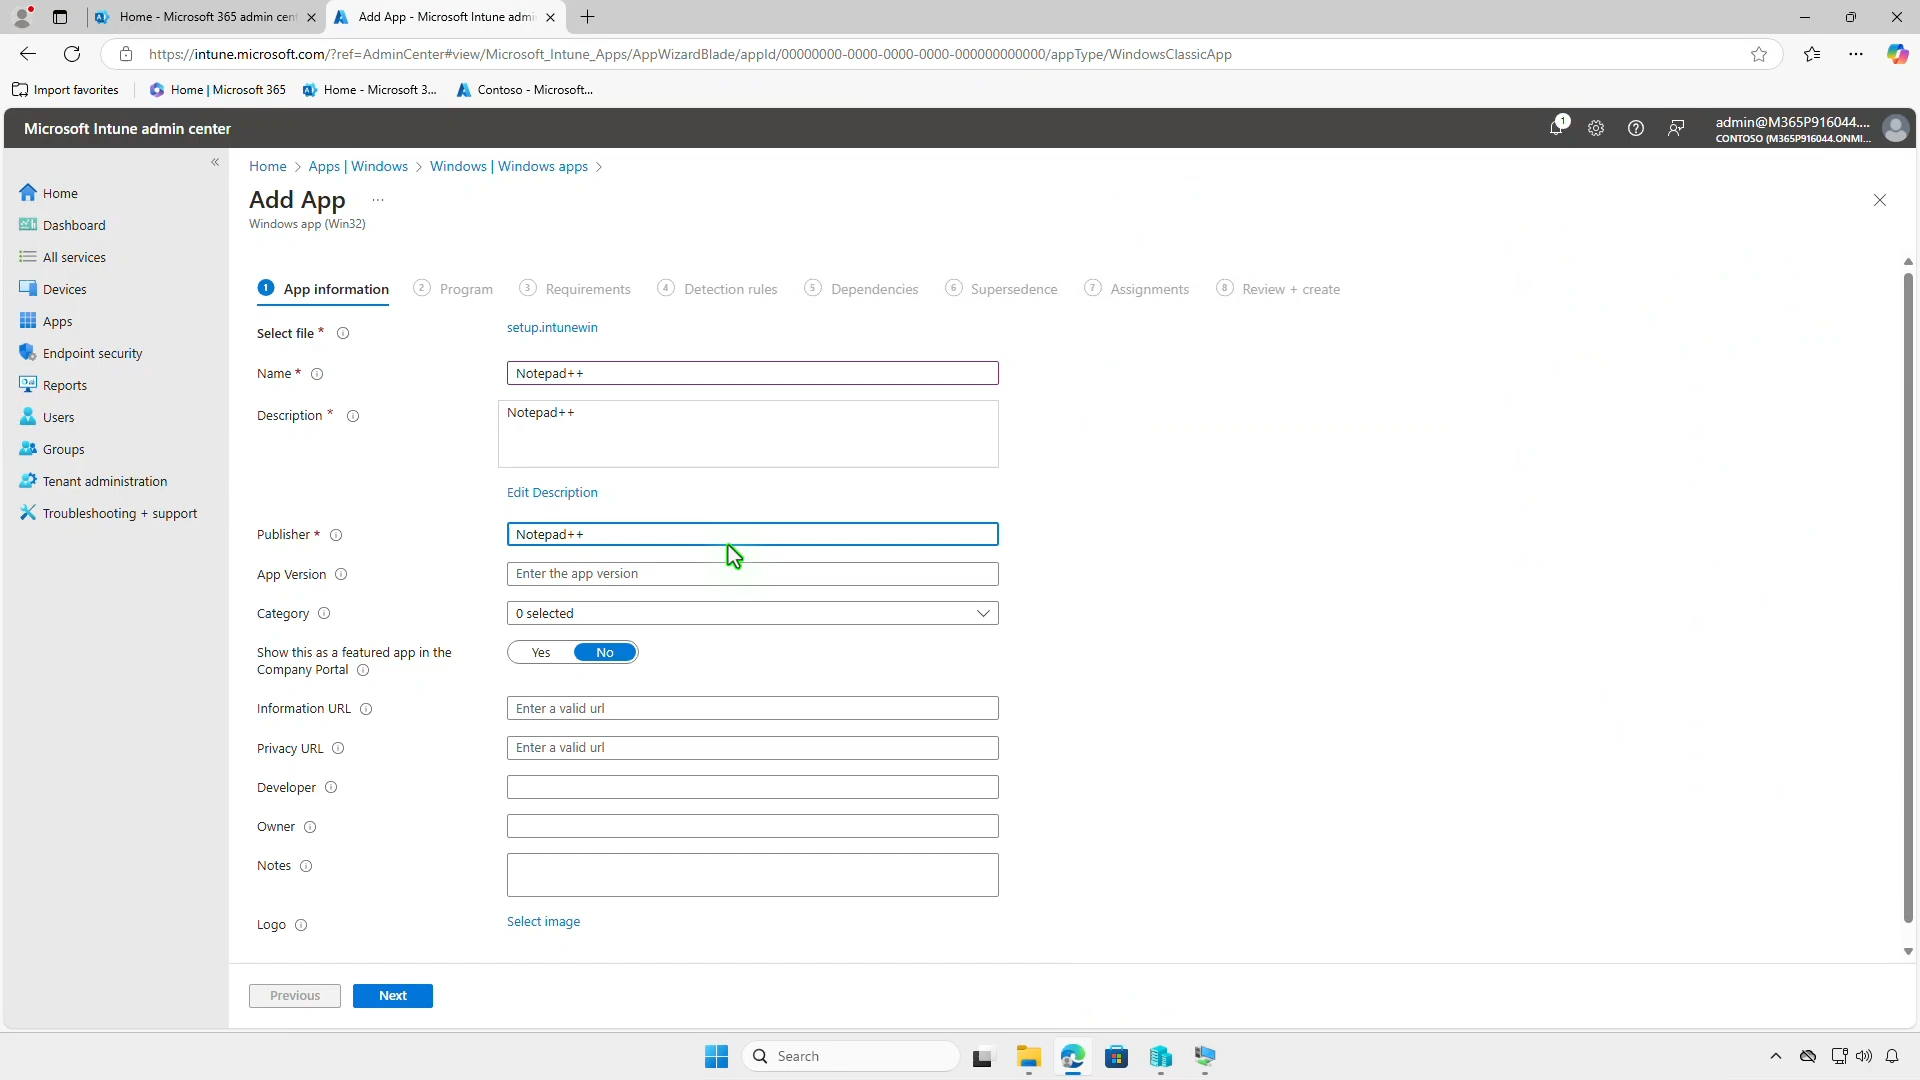 Home - Microsoft 365 admin cen
Add App - Microsoft Intune admi
https://intune.microsoft.com/?ref=AdminCenter#view/Microsoft_Intune_Apps/AppWizardBlade/appId/00000000-0000-0000-0000-000000000000/appType/WindowsClassicApp
Import favorites
Home | Microsoft 365
Home - Microsoft 3...
Contoso - Microsoft...
Microsoft Intune admin center
1
admin@M365P916044....
CONTOSO (M365P916044.ONMI...
Home
Dashboard
All services
Devices
Apps
Endpoint security
Reports
Users
Groups
Tenant administration
Troubleshooting + support
Home > Apps | Windows > Windows | Windows apps >
Add App ...
Windows app (Win32)
1 App information
2 Program
3 Requirements
4 Detection rules
5 Dependencies
6 Supersedence
7 Assignments
8 Review + create
Select file *
setup.intunewin
Name *
Notepad++
Description *
Notepad++
Edit Description
Publisher *
Notepad++
App Version
Enter the app version
Category
0 selected
Show this as a featured app in the
Company Portal
Yes No
Information URL
Enter a valid url
Privacy URL
Enter a valid url
Developer
Owner
Notes
Logo
Select image
Previous
Next
Search